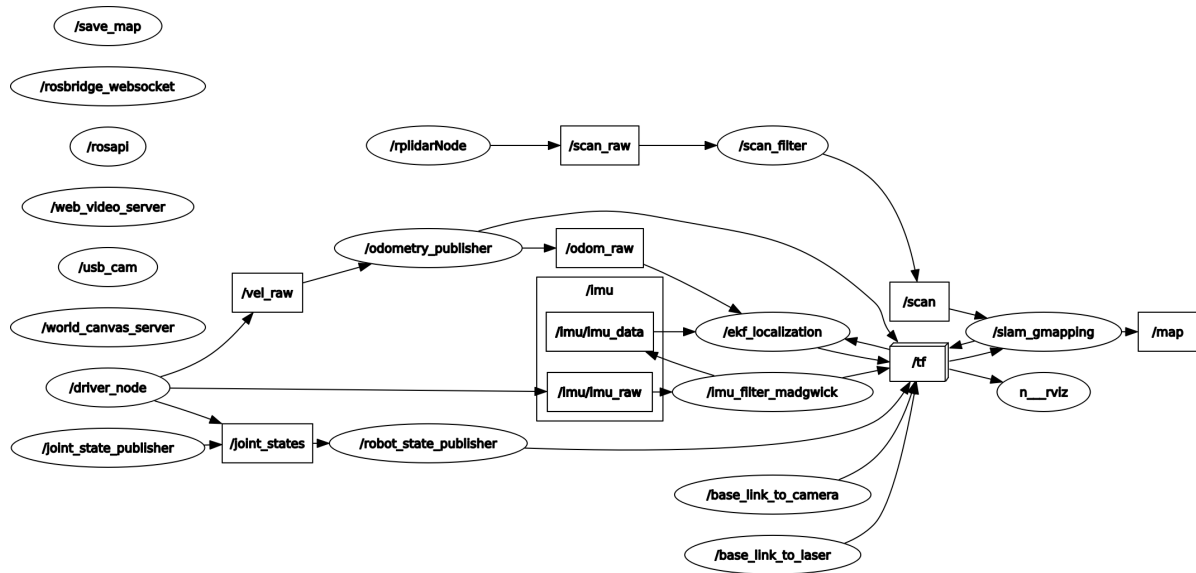 /save_map
/rosbridge_websocket
/rosapi
/web_video_server
/usb_cam
/world_canvas_server
/driver_node
/joint_state_publisher
/vel_raw
/joint_states
/rplidarNode
/odometry_publisher
/robot_state_publisher
/scan_raw
/odom_raw
/imu
/imu/imu_data
/imu/imu_raw
/scan_filter
/ekf_localization
/imu_filter_madgwick
/base_link_to_camera
/base_link_to_laser
/scan
/tf
/slam_gmapping
n___rviz
/map